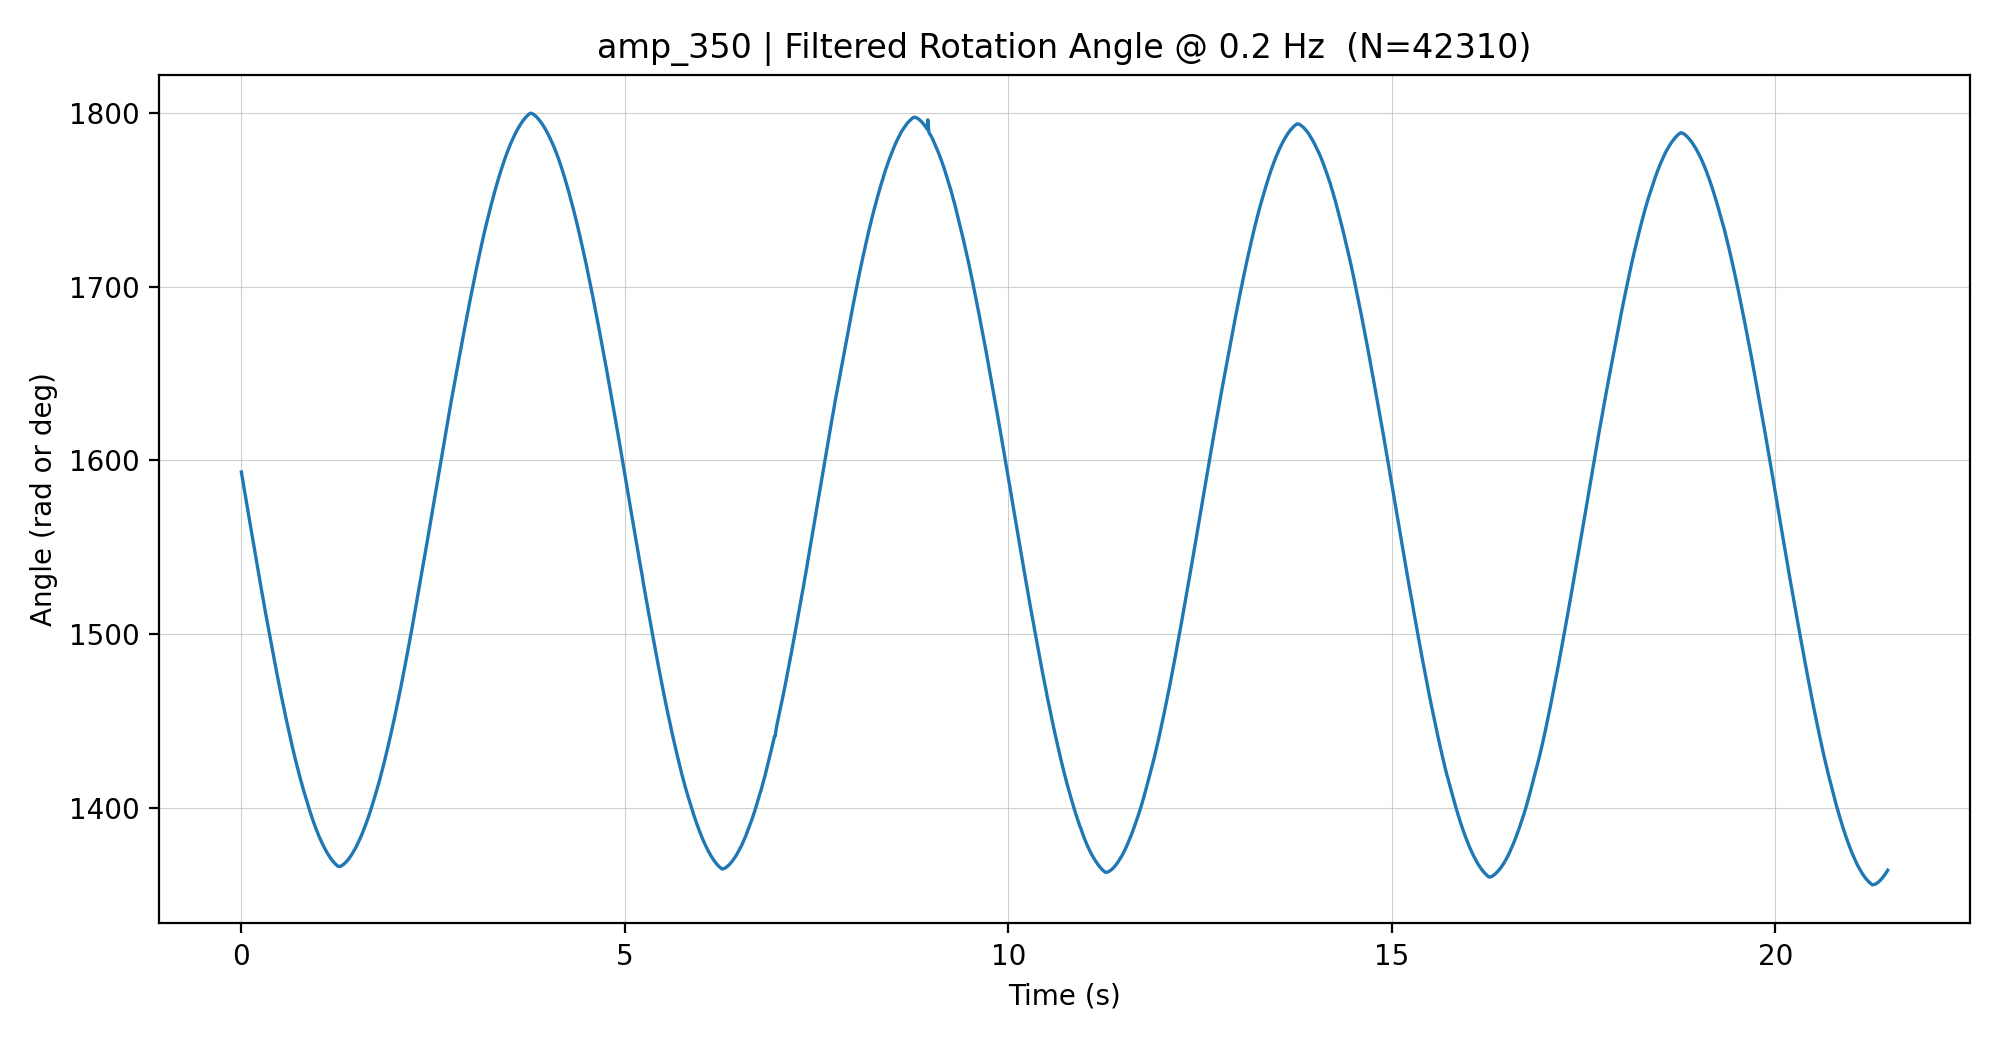 amp_350 | Filtered Rotation Angle @ 0.2 Hz  (N=42310)
Angle (rad or deg)
1800
1700
1600
1500
1400
0 5 10 15 20
Time (s)